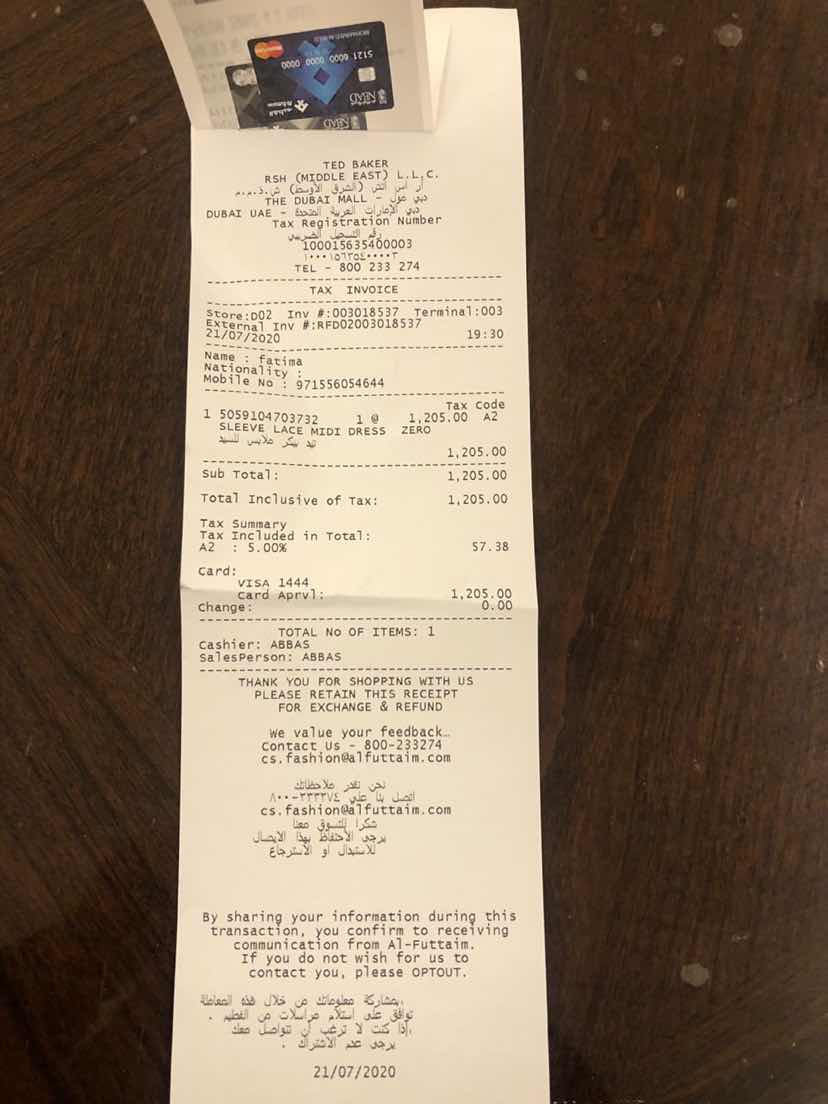 5121 6000 0000 0000
NBAD
TED BAKER
RSH (MIDDLE EAST) L.L.C.
ار اس اتش (الشرق الأوسط) ش.ذ.م.م.
THE DUBAI MALL - دبي مول
DUBAI UAE - دبي الإمارات العربية المتحدة
Tax Registration Number
رقم التسجيل الضريبي
100015635400003
١٠٠٠١٥٦٣٥٤٠٠٠٠٣
TEL - 800 233 274
TAX INVOICE
Store:D02 Inv #:003018537 Terminal:003
External Inv #:RFD02003018537
21/07/2020 19:30
Name : fatima
Nationality :
Mobile No : 971556054644
Tax Code
1 5059104703732 1 @ 1,205.00 A2
SLEEVE LACE MIDI DRESS ZERO
تيد بيكر ملابس للسيد
1,205.00
Sub Total: 1,205.00
Total Inclusive of Tax: 1,205.00
Tax Summary
Tax Included in Total:
A2 : 5.00% 57.38
Card:
VISA 1444
Card Aprvl: 1,205.00
Change: 0.00
TOTAL No OF ITEMS: 1
Cashier: ABBAS
SalesPerson: ABBAS
THANK YOU FOR SHOPPING WITH US
PLEASE RETAIN THIS RECEIPT
FOR EXCHANGE & REFUND
We value your feedback…
Contact Us - 800-233274
cs.fashion@alfuttaim.com
نحن نقدر ملاحظاتك
اتصل بنا علي ٣٣٣٣٧٤-٨٠٠
cs.fashion@alfuttaim.com
شكرا للتسوق معنا
يرجى الاحتفاظ بهذا الايصال
للاستبدال او الاسترجاع
By sharing your information during this
transaction, you confirm to receiving
communication from Al-Futtaim.
If you do not wish for us to
contact you, please OPTOUT.
بمشاركة معلوماتك من خلال هذه المعاملة،
توافق على استلام مراسلات من الفطيم .
إذا كنت لا ترغب أن نتواصل معك،
يرجى عدم الاشتراك .
21/07/2020